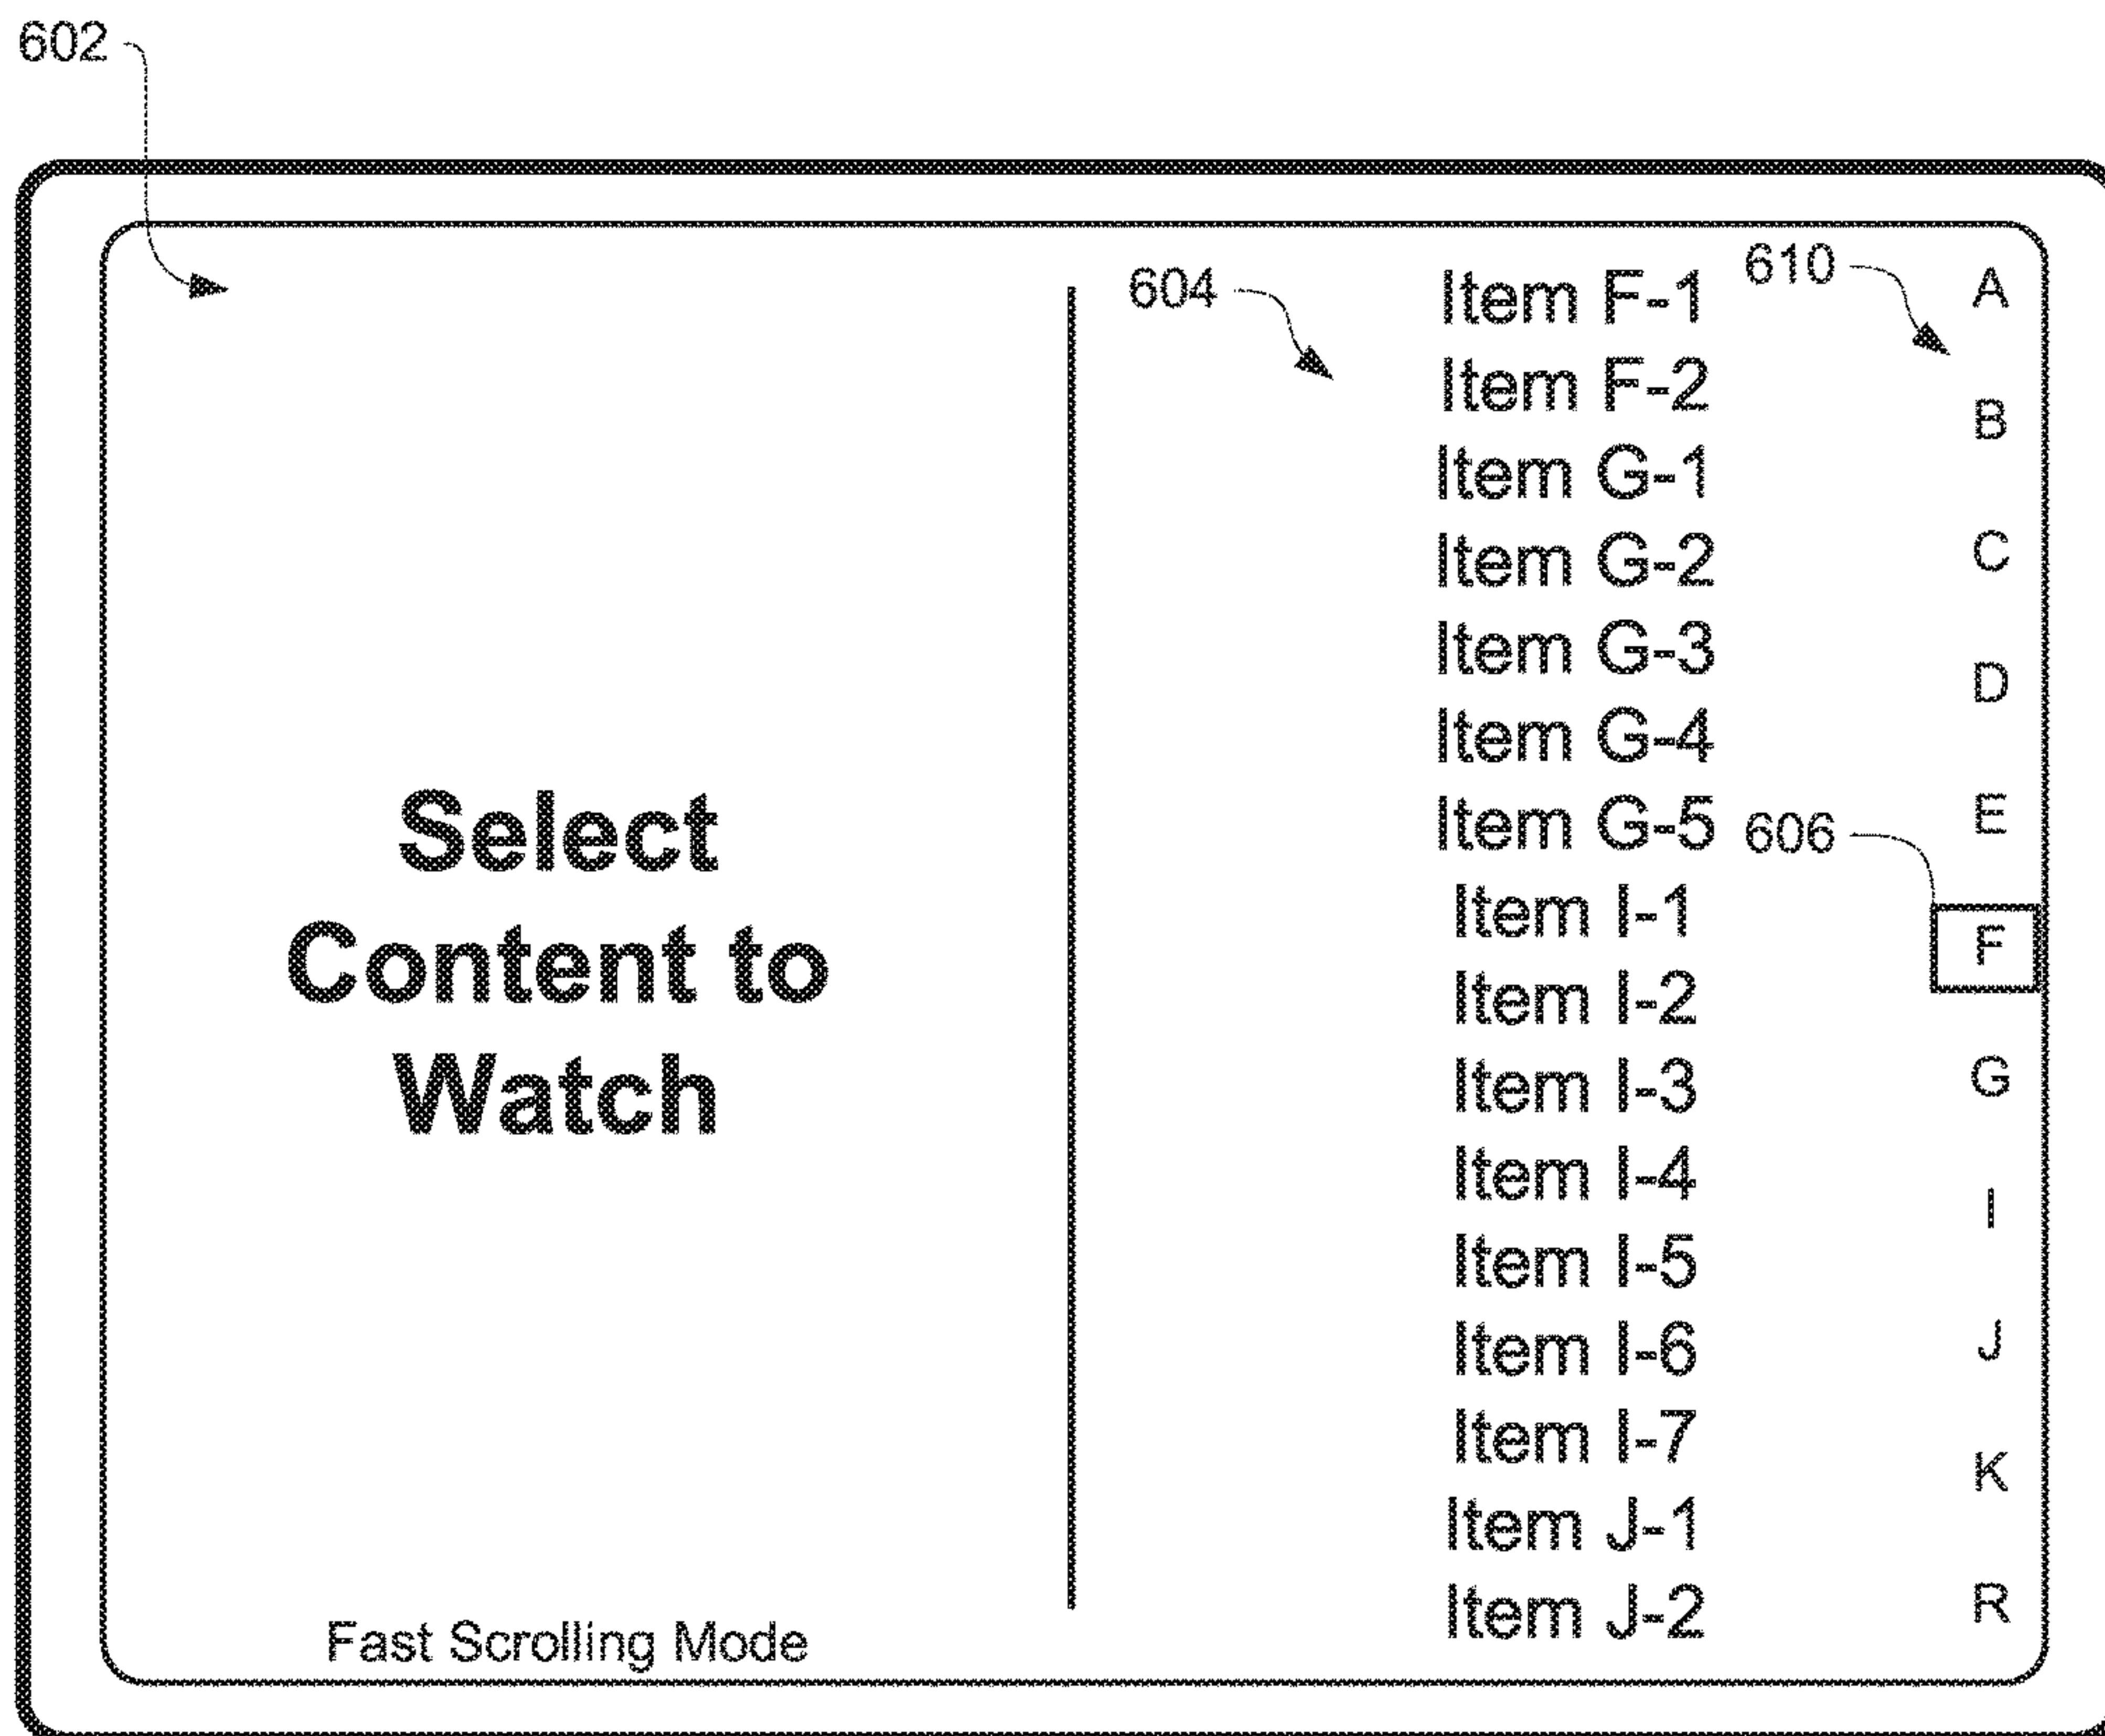 602
Select
Content to
Watch
Fast Scrolling Mode
604
Item F-1
Item F-2
Item G-1
Item G-2
Item G-3
Item G-4
Item G-5
Item I-1
Item I-2
Item I-3
Item I-4
Item I-5
Item I-6
Item I-7
Item J-1
Item J-2
610
606
A
B
C
D
E
F
G
I
J
K
R